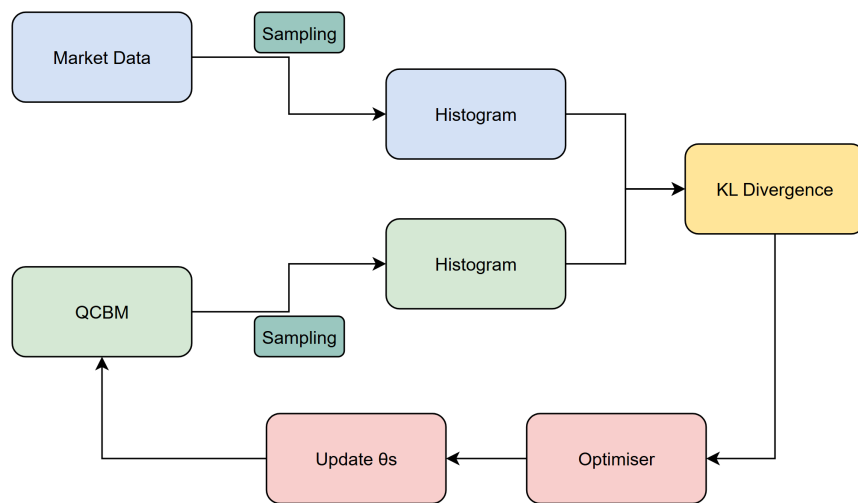 Sampling
Market Data
Histogram
KL Divergence
Histogram
QCBM
Sampling
Update θs
Optimiser